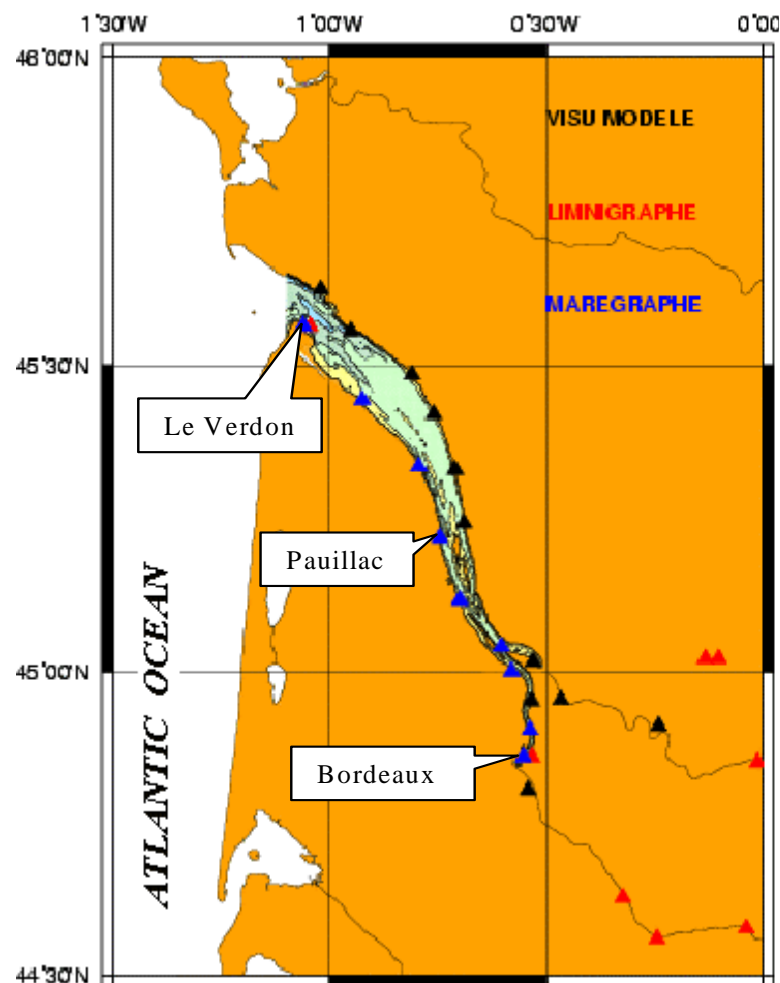 1˚30'W 1˚00'W 0˚30'W 0˚00'
46˚00'N
VISU MODELE
LIMNIGRAPHE
MAREGRAPHE
45˚30'N
Le Verdon
Pauillac
ATLANTIC OCEAN
45˚00'N
Bordeaux
44˚30'N